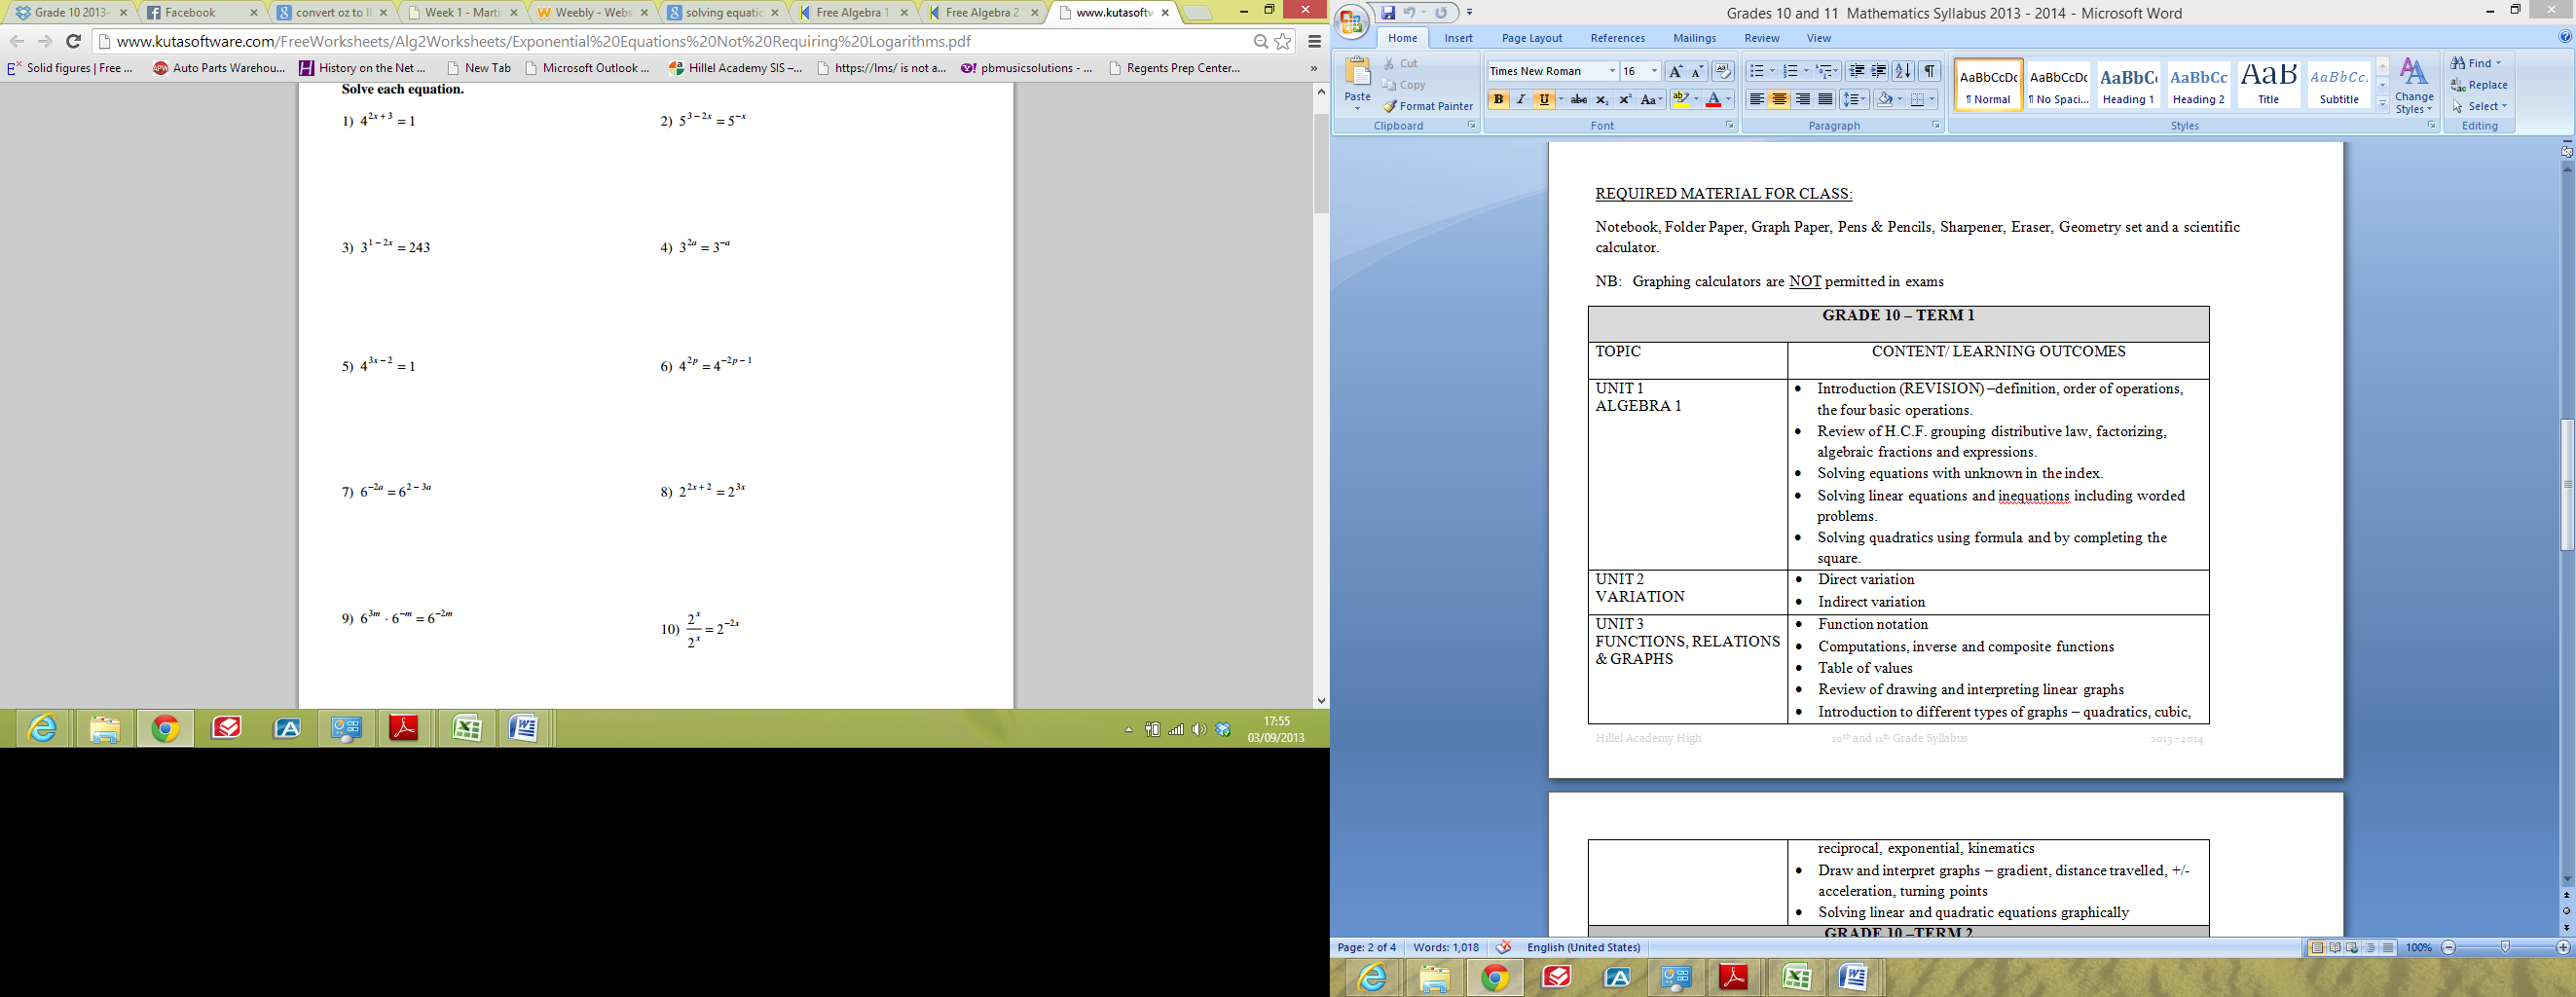 Grade 10 2013-
Facebook
convert oz to l
Week 1 - Marti
Weebly - Webs
solving equatic
Free Algebra 1
Free Algebra 2
www.kutasoftw
www.kutasoftware.com/FreeWorksheets/Alg2Worksheets/Exponential%20Equations%20Not%20Requiring%20Logarithms.pdf
Solid figures | Free ...
Auto Parts Warehou...
History on the Net ...
New Tab
Microsoft Outlook ...
Hillel Academy SIS –...
https://lms/ is not a...
pbmusicsolutions - ...
Regents Prep Center...
»
Solve each equation.
1) 4^(2x + 3) = 1
2) 5^(3 − 2x) = 5^(−x)
3) 3^(1 − 2x) = 243
4) 3^(2a) = 3^(−a)
5) 4^(3x − 2) = 1
6) 4^(2p) = 4^(−2p − 1)
7) 6^(−2a) = 6^(2 − 3a)
8) 2^(2x + 2) = 2^(3x)
9) 6^(3m) · 6^(−m) = 6^(−2m)
10) 2^x / 2^x = 2^(−2x)
17:55
03/09/2013
Grades 10 and 11 Mathematics Syllabus 2013 - 2014 - Microsoft Word
Home Insert Page Layout References Mailings Review View
Paste
Cut
Copy
Format Painter
Clipboard
Times New Roman 16
Font
Paragraph
AaBbCcDc AaBbCcDc AaBbC AaBbCc AaB AaBbCc.
¶ Normal ¶ No Spaci... Heading 1 Heading 2 Title Subtitle
Change
Styles
Styles
Find
Replace
Select
Editing
REQUIRED MATERIAL FOR CLASS:
Notebook, Folder Paper, Graph Paper, Pens & Pencils, Sharpener, Eraser, Geometry set and a scientific
calculator.
NB: Graphing calculators are NOT permitted in exams
GRADE 10 – TERM 1
TOPIC
CONTENT/ LEARNING OUTCOMES
UNIT 1
ALGEBRA 1
• Introduction (REVISION) –definition, order of operations,
the four basic operations.
• Review of H.C.F. grouping distributive law, factorizing,
algebraic fractions and expressions.
• Solving equations with unknown in the index.
• Solving linear equations and inequations including worded
problems.
• Solving quadratics using formula and by completing the
square.
UNIT 2
VARIATION
• Direct variation
• Indirect variation
UNIT 3
FUNCTIONS, RELATIONS
& GRAPHS
• Function notation
• Computations, inverse and composite functions
• Table of values
• Review of drawing and interpreting linear graphs
• Introduction to different types of graphs – quadratics, cubic,
Hillel Academy High
10th and 11th Grade Syllabus
2013 - 2014
reciprocal, exponential, kinematics
• Draw and interpret graphs – gradient, distance travelled, +/-
acceleration, turning points
• Solving linear and quadratic equations graphically
GRADE 10 –TERM 2
Page: 2 of 4
Words: 1,018
English (United States)
100%